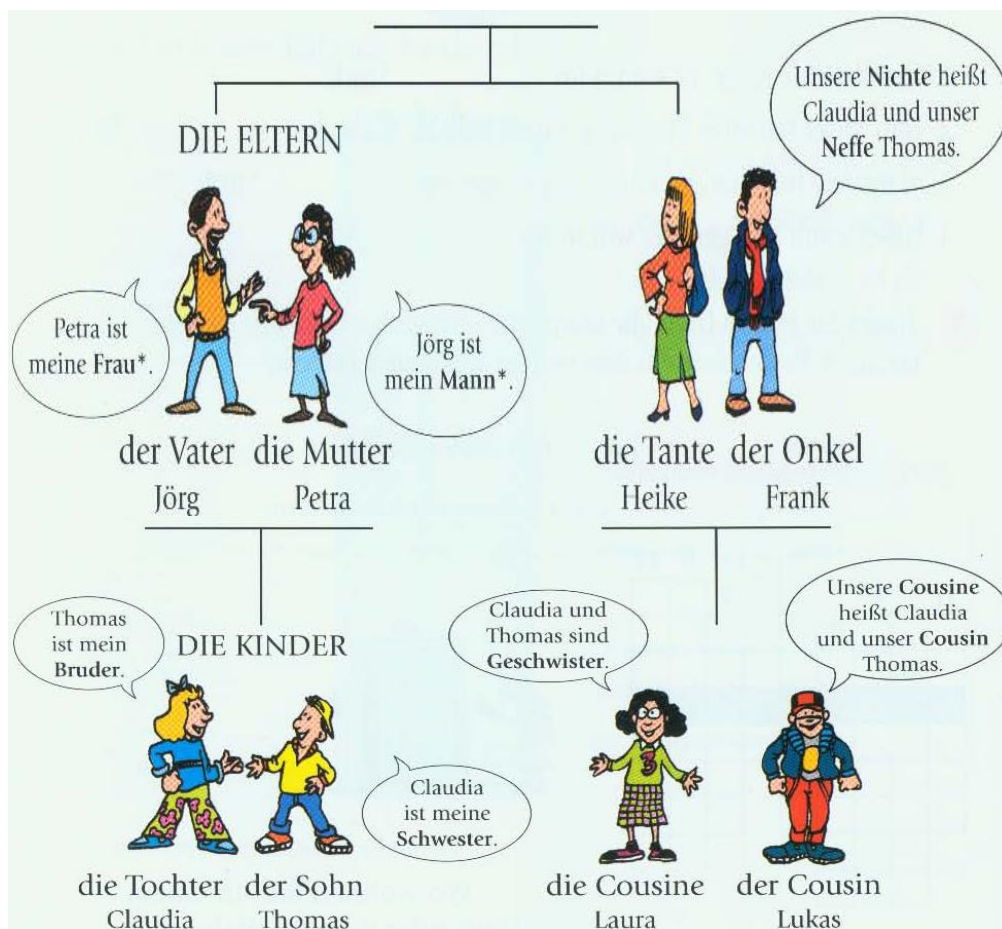 Unsere Nichte heißt
Claudia und unser
Neffe Thomas.
DIE ELTERN
Petra ist
meine Frau*.
Jörg ist
mein Mann*.
der Vater die Mutter
Jörg Petra
die Tante der Onkel
Heike Frank
Thomas
ist mein
Bruder.
DIE KINDER
Claudia
ist meine
Schwester.
Claudia und
Thomas sind
Geschwister.
Unsere Cousine
heißt Claudia
und unser Cousin
Thomas.
die Tochter der Sohn
Claudia Thomas
die Cousine der Cousin
Laura Lukas